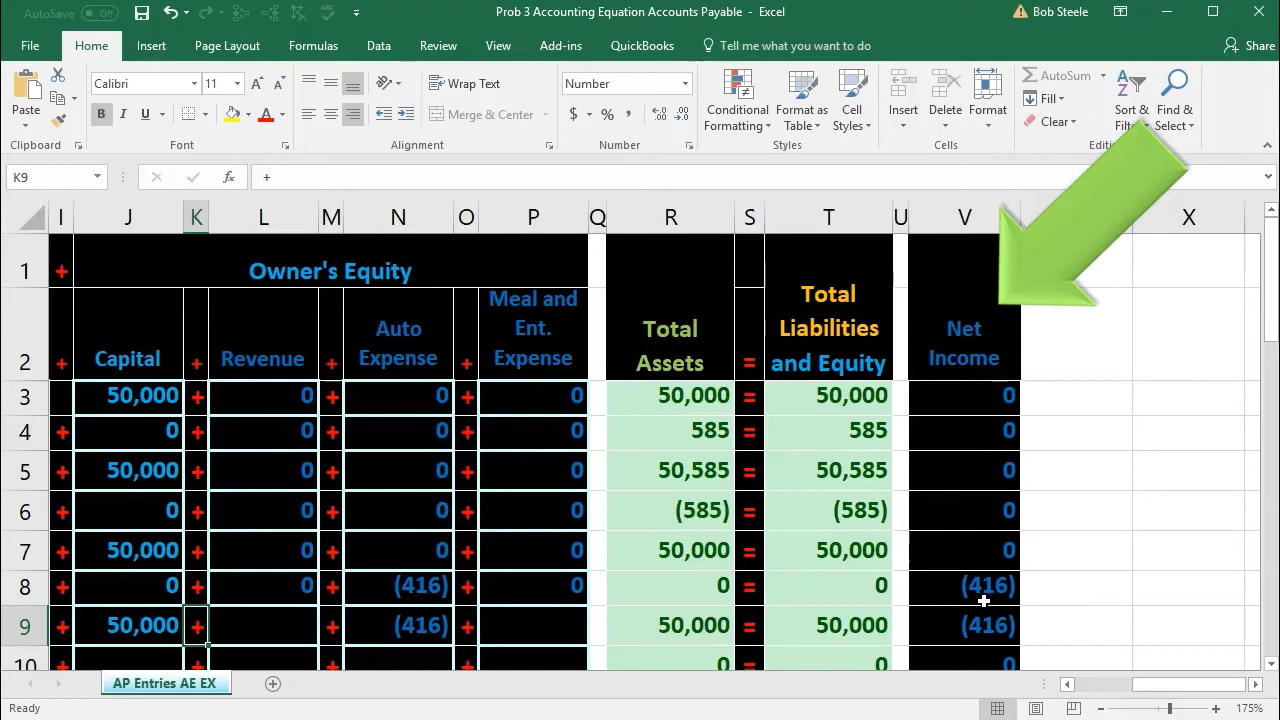 AutoSave Off Prob 3 Accounting Equation Accounts Payable - Excel Bob Steele
File Home Insert Page Layout Formulas Data Review View Add-ins QuickBooks Tell me what you want to do Share
Calibri 11 Wrap Text Number AutoSum
Paste Fill
B I U Merge & Center $ % Conditional Format as Cell Insert Delete Format Sort & Find &
Formatting Table Styles Clear Select
Clipboard Font Alignment Number Styles Cells
K9 fx +
I J K L M N O P Q R S T U V X
1 + Owner's Equity
2 + Capital + Revenue + Auto Expense + Meal and Ent. Expense Total Assets = Total Liabilities and Equity Net Income
3 50,000 + 0 + 0 + 0 50,000 = 50,000 0
4 + 0 + 0 + 0 + 0 585 = 585 0
5 + 50,000 + 0 + 0 + 0 50,585 = 50,585 0
6 + 0 + 0 + 0 + 0 (585) = (585) 0
7 + 50,000 + 0 + 0 + 0 50,000 = 50,000 0
8 + 0 + 0 + (416) + 0 0 = 0 (416)
9 + 50,000 + (416) + 50,000 = 50,000 (416)
10 + + + + 0 = 0 0
AP Entries AE EX
Ready 175%